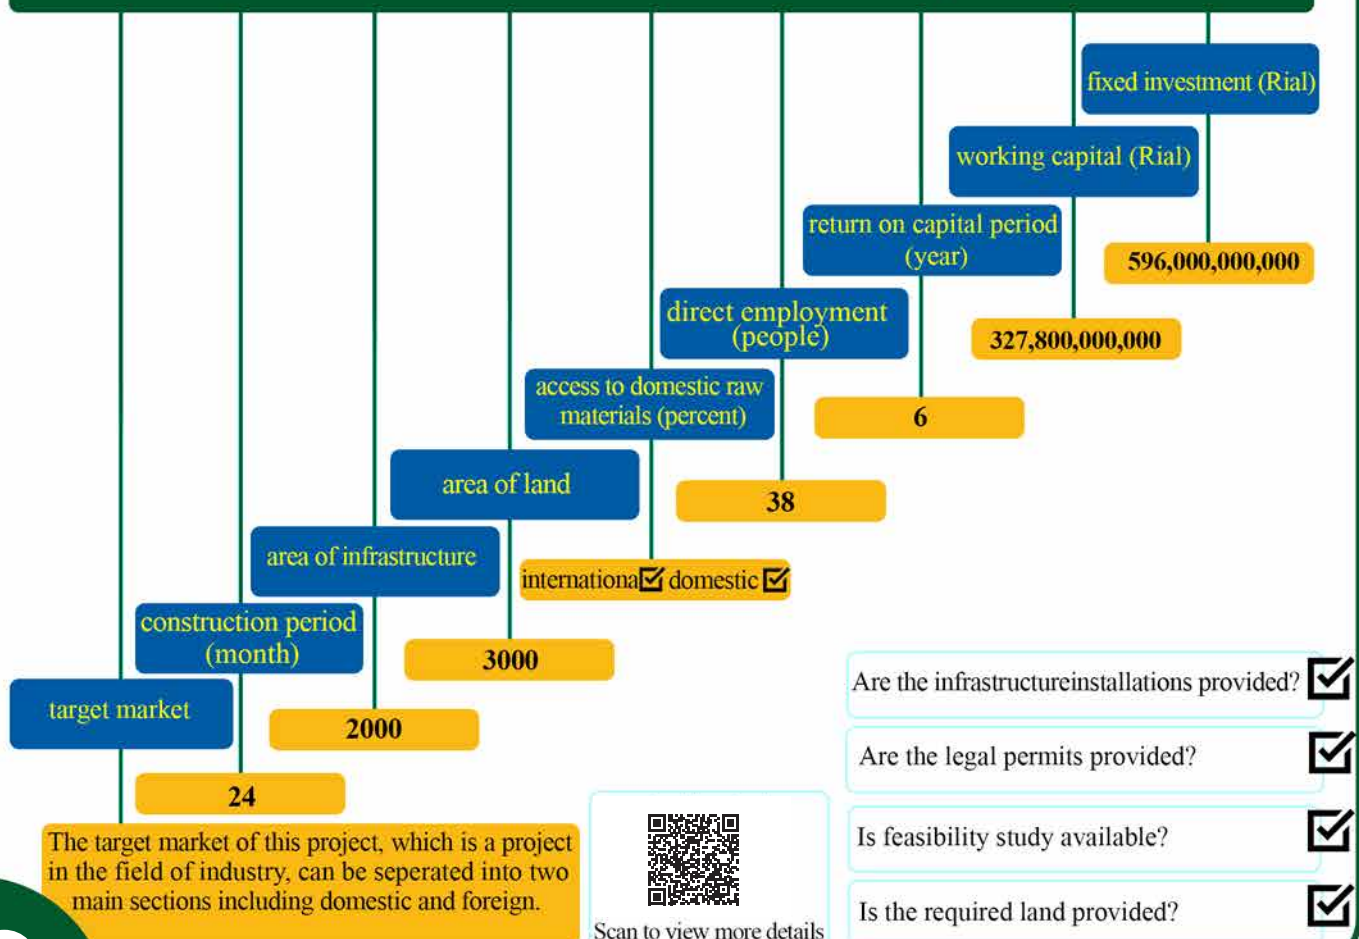 fixed investment (Rial)
596,000,000,000
working capital (Rial)
327,800,000,000
return on capital period
(year)
6
direct employment
(people)
38
access to domestic raw
materials (percent)
internationa☑ domestic ☑
area of land
3000
area of infrastructure
2000
construction period
(month)
24
target market
The target market of this project, which is a project
in the field of industry, can be seperated into two
main sections including domestic and foreign.
Scan to view more details
Are the infrastructureinstallations provided? ☑
Are the legal permits provided? ☑
Is feasibility study available? ☑
Is the required land provided? ☑